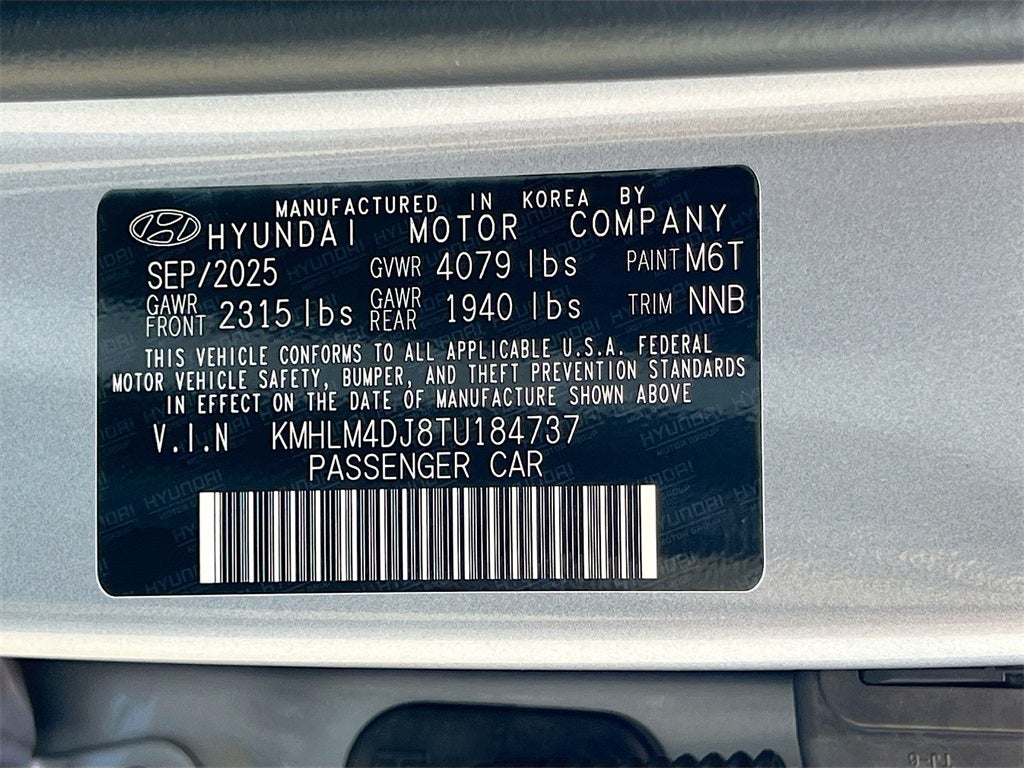 MANUFACTURED IN KOREA BY
HYUNDAI MOTOR COMPANY
SEP/2025 GVWR 4079 lbs PAINT M6T
GAWR FRONT 2315 lbs GAWR REAR 1940 lbs TRIM NNB
THIS VEHICLE CONFORMS TO ALL APPLICABLE U.S.A. FEDERAL
MOTOR VEHICLE SAFETY, BUMPER, AND THEFT PREVENTION STANDARDS
IN EFFECT ON THE DATE OF MANUFACTURE SHOWN ABOVE
V.I.N KMHLM4DJ8TU184737
PASSENGER CAR